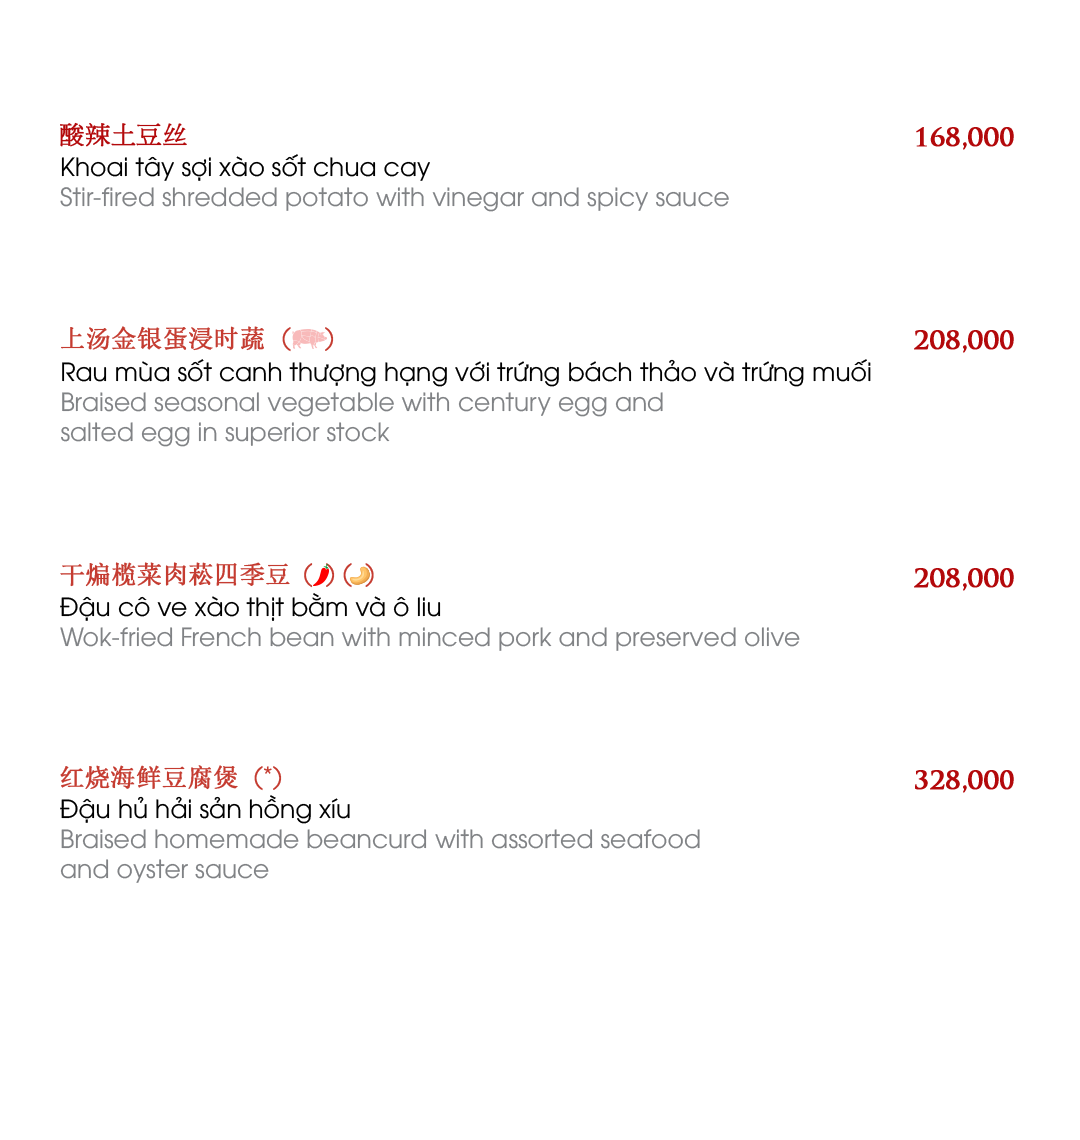 酸辣土豆丝 168,000
Khoai tây sợi xào sốt chua cay
Stir-fired shredded potato with vinegar and spicy sauce
上汤金银蛋浸时蔬 () 208,000
Rau mùa sốt canh thượng hạng với trứng bách thảo và trứng muối
Braised seasonal vegetable with century egg and
salted egg in superior stock
干煸榄菜肉菘四季豆 () () 208,000
Đậu cô ve xào thịt bằm và ô liu
Wok-fried French bean with minced pork and preserved olive
红烧海鲜豆腐煲 (*) 328,000
Đậu hủ hải sản hồng xíu
Braised homemade beancurd with assorted seafood
and oyster sauce